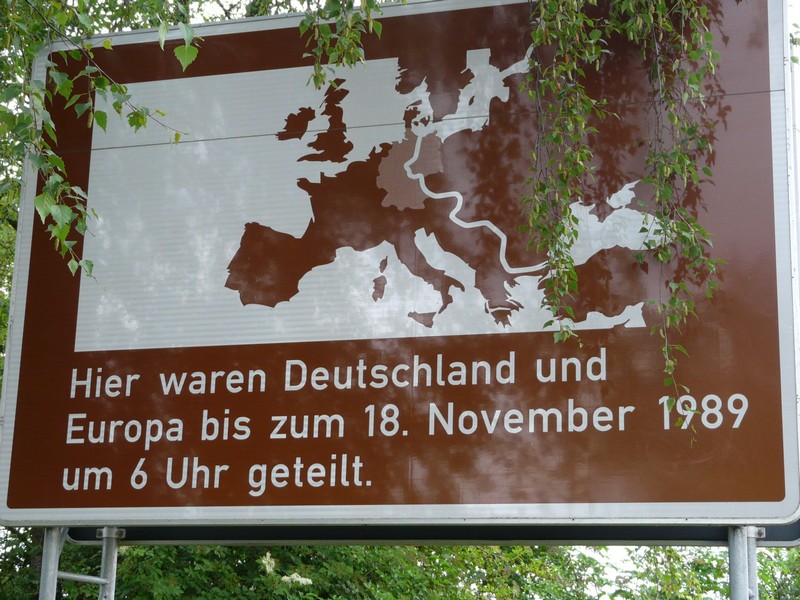 Hier waren Deutschland und
Europa bis zum 18. November 1989
um 6 Uhr geteilt.